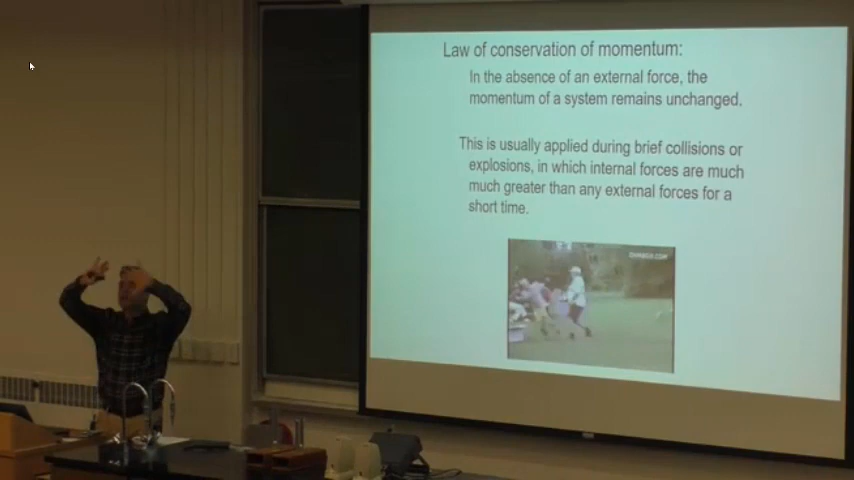 Law of conservation of momentum:
In the absence of an external force, the
momentum of a system remains unchanged.
This is usually applied during brief collisions or
explosions, in which internal forces are much
much greater than any external forces for a
short time.